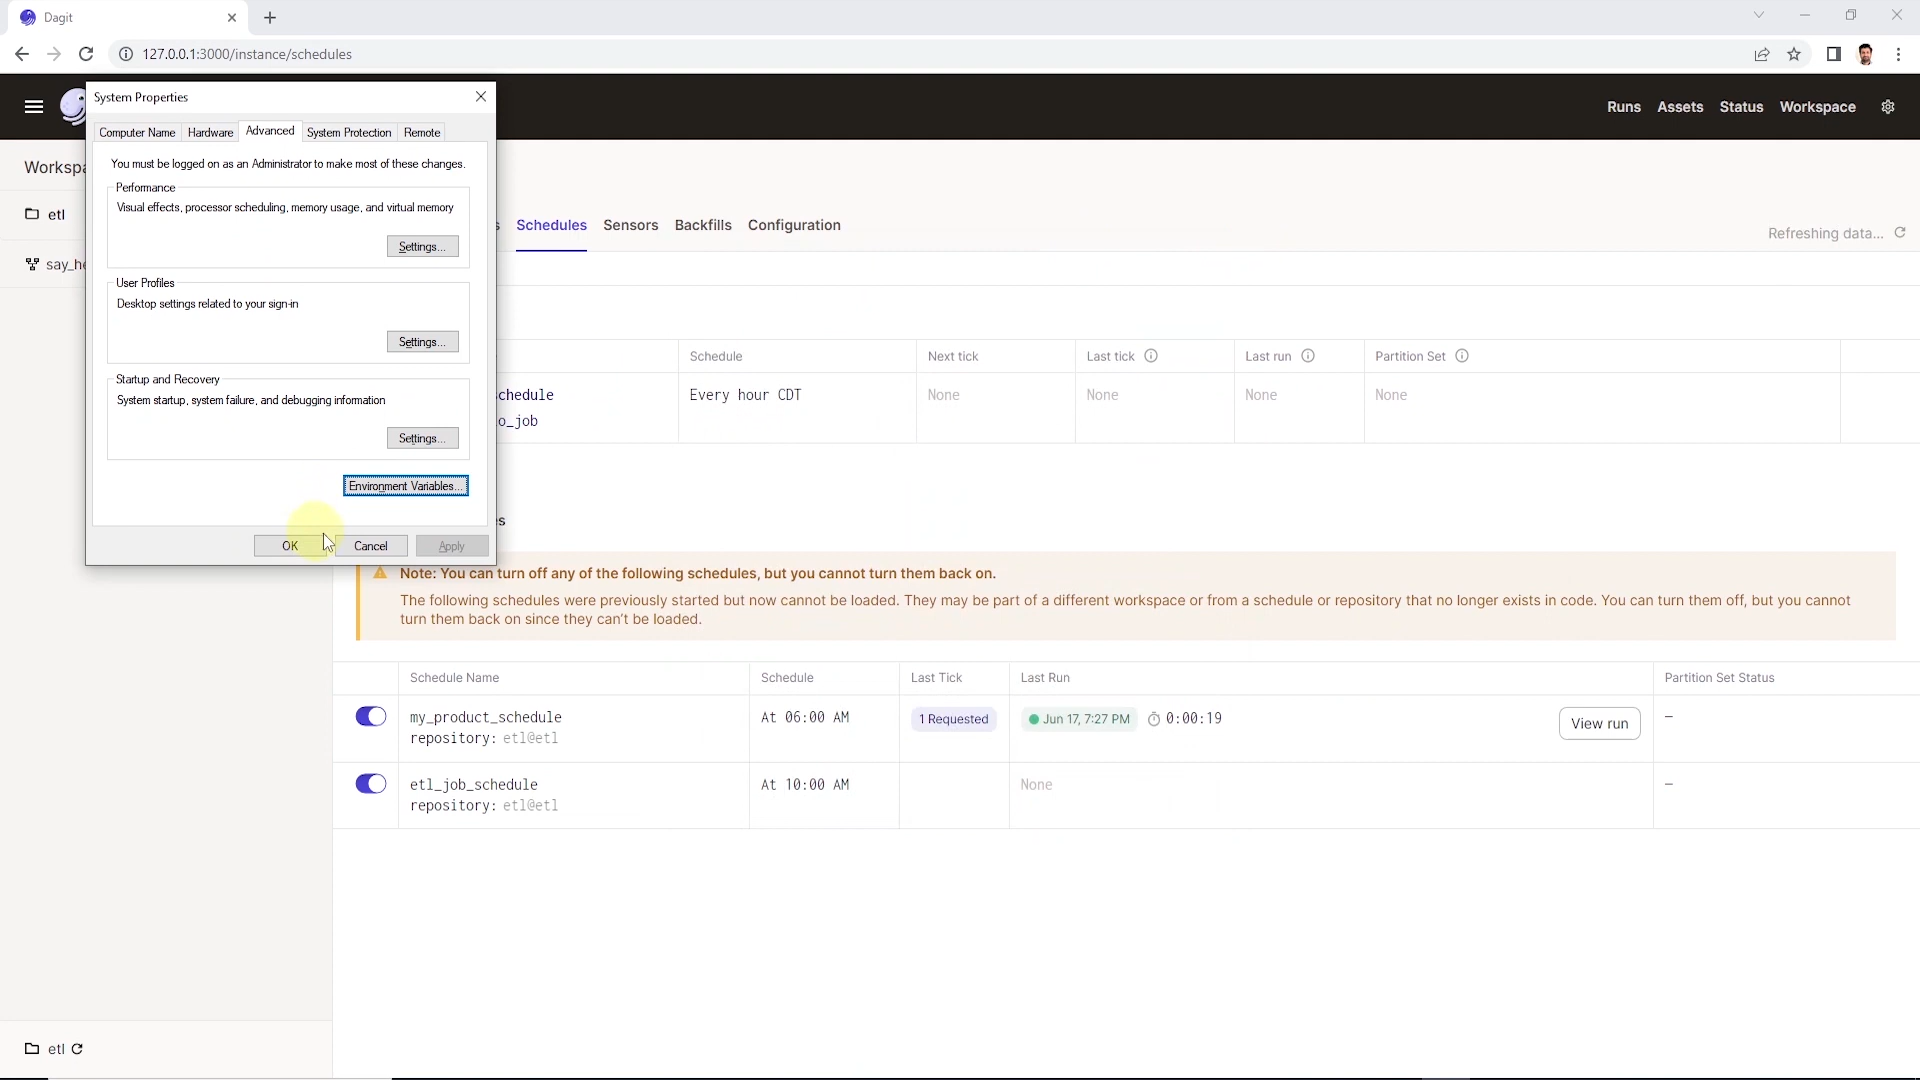 Dagit
127.0.0.1:3000/instance/schedules
System Properties
Computer Name Hardware Advanced System Protection Remote
You must be logged on as an Administrator to make most of these changes.
Performance
Visual effects, processor scheduling, memory usage, and virtual memory
Settings...
User Profiles
Desktop settings related to your sign-in
Settings...
Startup and Recovery
System startup, system failure, and debugging information
Settings...
Environment Variables...
OK Cancel Apply
Runs Assets Status Workspace
Workspa
etl
say_he
s Schedules Sensors Backfills Configuration
Refreshing data...
Schedule Next tick Last tick Last run Partition Set
chedule Every hour CDT None None None None
o_job
s
Note: You can turn off any of the following schedules, but you cannot turn them back on.
The following schedules were previously started but now cannot be loaded. They may be part of a different workspace or from a schedule or repository that no longer exists in code. You can turn them off, but you cannot
turn them back on since they can't be loaded.
Schedule Name Schedule Last Tick Last Run Partition Set Status
my_product_schedule At 06:00 AM 1 Requested Jun 17, 7:27 PM 0:00:19 View run –
repository: etl@etl
etl_job_schedule At 10:00 AM None –
repository: etl@etl
etl